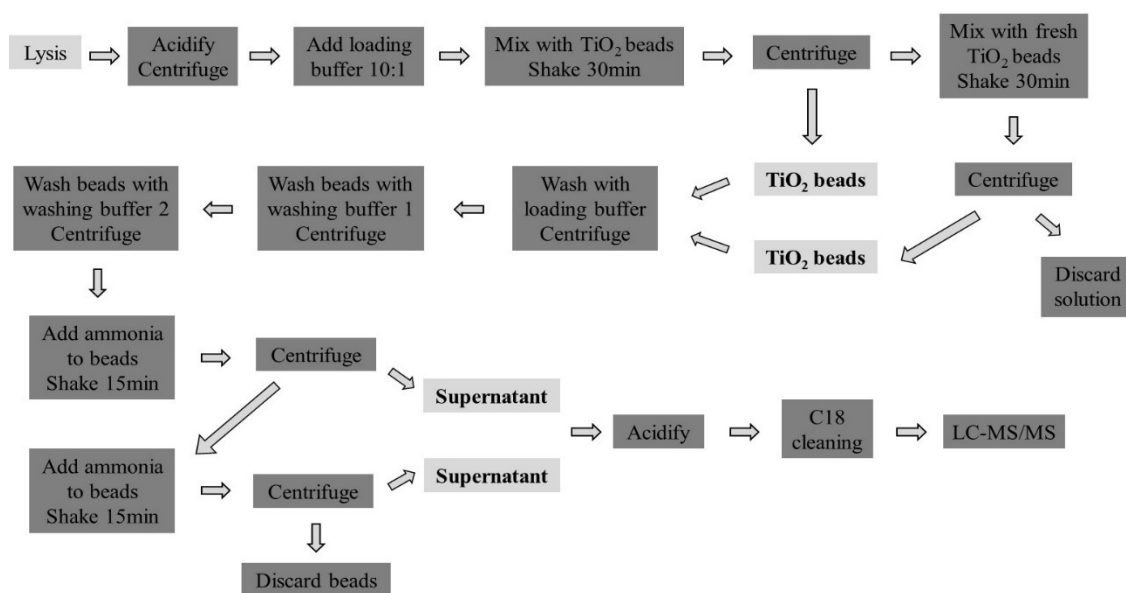 Lysis
Acidify
Centrifuge
Add loading
buffer 10:1
Mix with TiO₂ beads
Shake 30min
Centrifuge
Mix with fresh
TiO₂ beads
Shake 30min
Wash beads with
washing buffer 2
Centrifuge
Wash beads with
washing buffer 1
Centrifuge
Wash with
loading buffer
Centrifuge
TiO₂ beads
TiO₂ beads
Centrifuge
Discard
solution
Add ammonia
to beads
Shake 15min
Centrifuge
Supernatant
Acidify
C18
cleaning
LC-MS/MS
Add ammonia
to beads
Shake 15min
Centrifuge
Supernatant
Discard beads